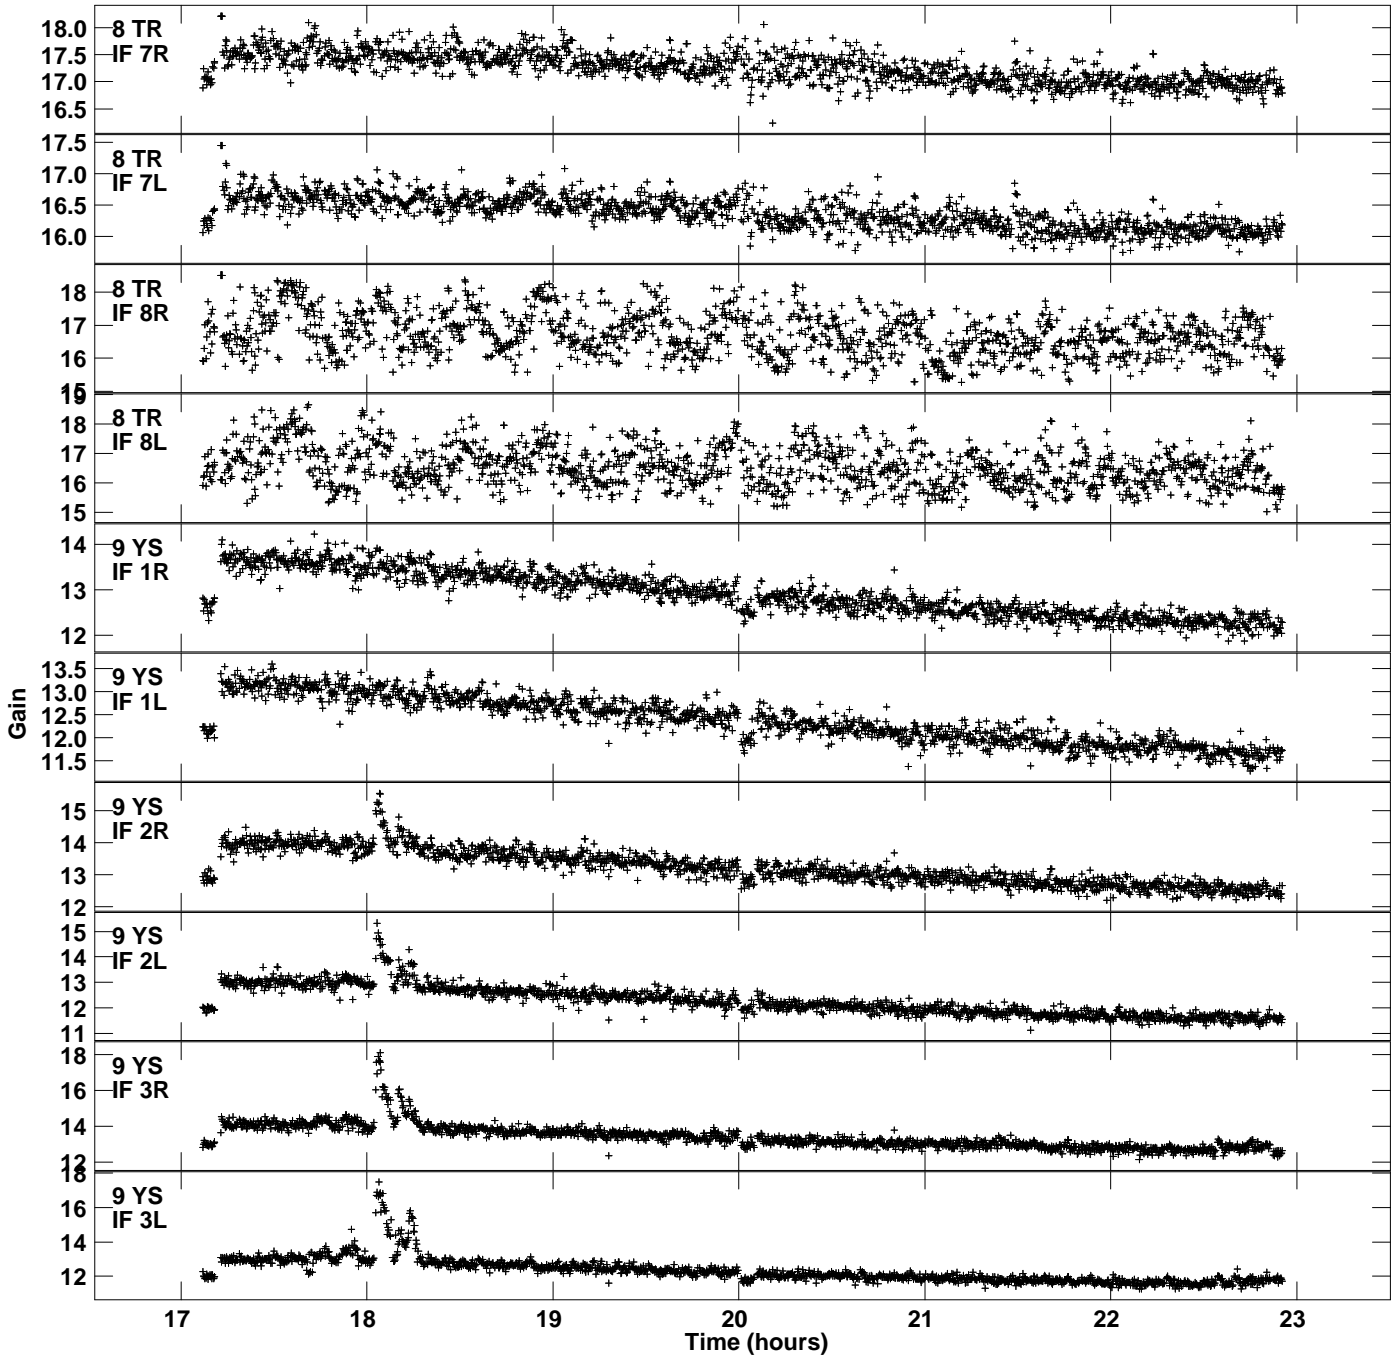 18.0
17.5
17.0
16.5
8 TR
IF 7R
17.5
17.0
16.5
16.0
8 TR
IF 7L
18
17
16
15
8 TR
IF 8R
19
18
17
16
15
8 TR
IF 8L
14
13
12
9 YS
IF 1R
13.5
13.0
12.5
12.0
11.5
9 YS
IF 1L
15
14
13
12
9 YS
IF 2R
15
14
13
12
11
9 YS
IF 2L
18
16
14
12
9 YS
IF 3R
18
16
14
12
9 YS
IF 3L
Gain
17 18 19 20 21 22 23
Time (hours)